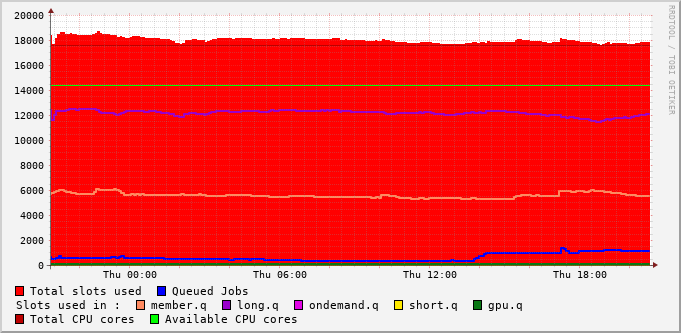 20000
18000
16000
14000
12000
10000
8000
6000
4000
2000
0
Thu 00:00 Thu 06:00 Thu 12:00 Thu 18:00
RRDTOOL / TOBI OETIKER
Total slots used Queued Jobs
Slots used in : member.q long.q ondemand.q short.q gpu.q
Total CPU cores Available CPU cores